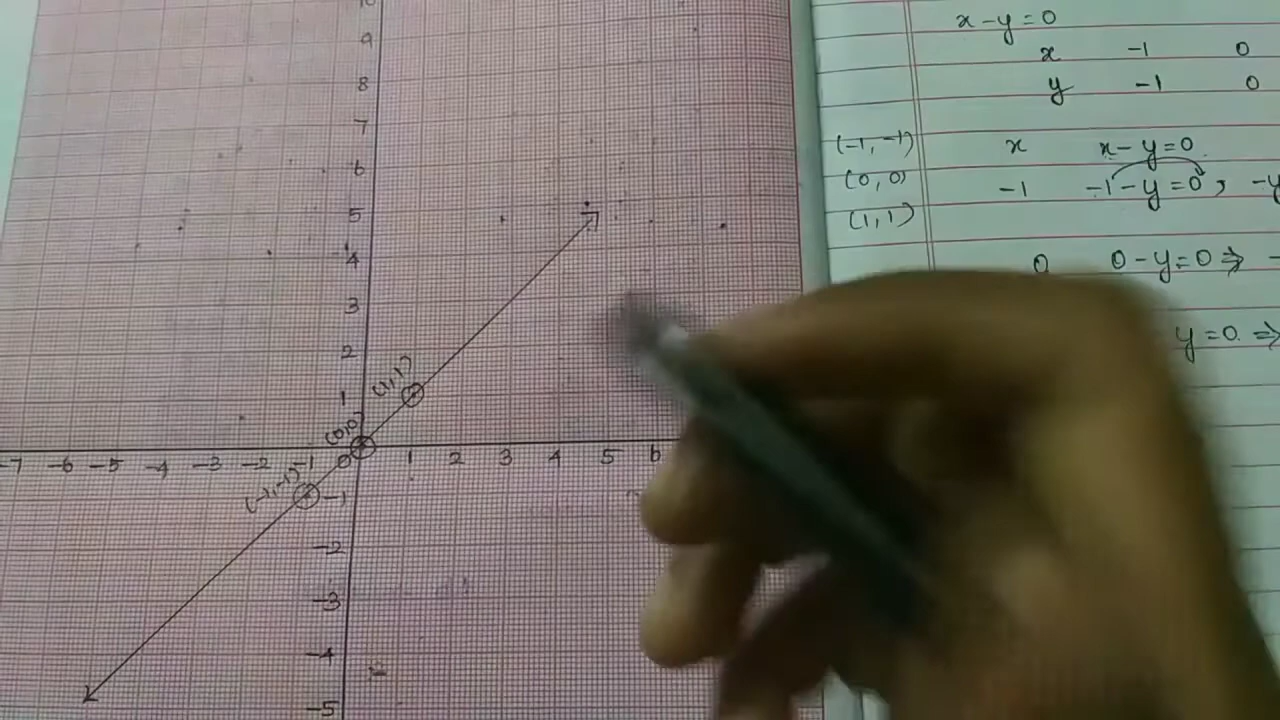 10
9
8
7
6
5
4
3
2
1
(1,1)
(0,0)
-7 -6 -5 -4 -3 -2 -1 0 1 2 3 4 5 6
(-1,-1)
-1
-2
-3
-4
-5
x-y=0
x -1 0
y -1 0
(-1,-1) x x-y=0
(0,0) -1 -1-y=0, -y
(1,1)
0 0-y=0 ⇒ -
y=0 ⇒